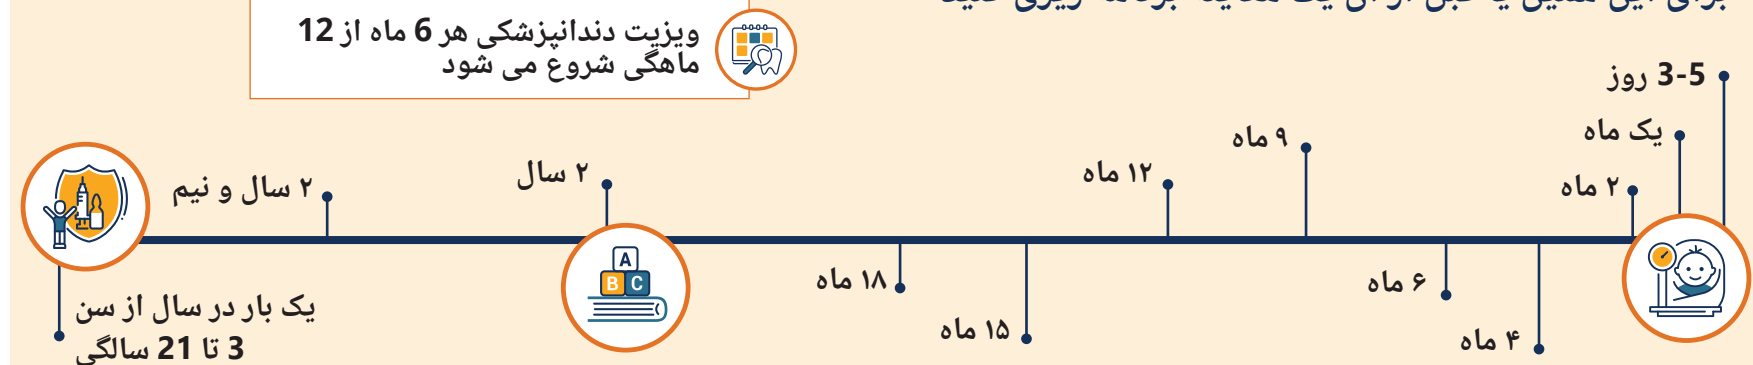 ویزیت دندانپزشکی هر 6 ماه از 12
ماهگی شروع می شود
3-5 روز
یک ماه
۲ ماه
۴ ماه
۶ ماه
۹ ماه
۱۲ ماه
۱۵ ماه
۱۸ ماه
۲ سال
A
B C
۲ سال و نیم
یک بار در سال از سن
3 تا 21 سالگی